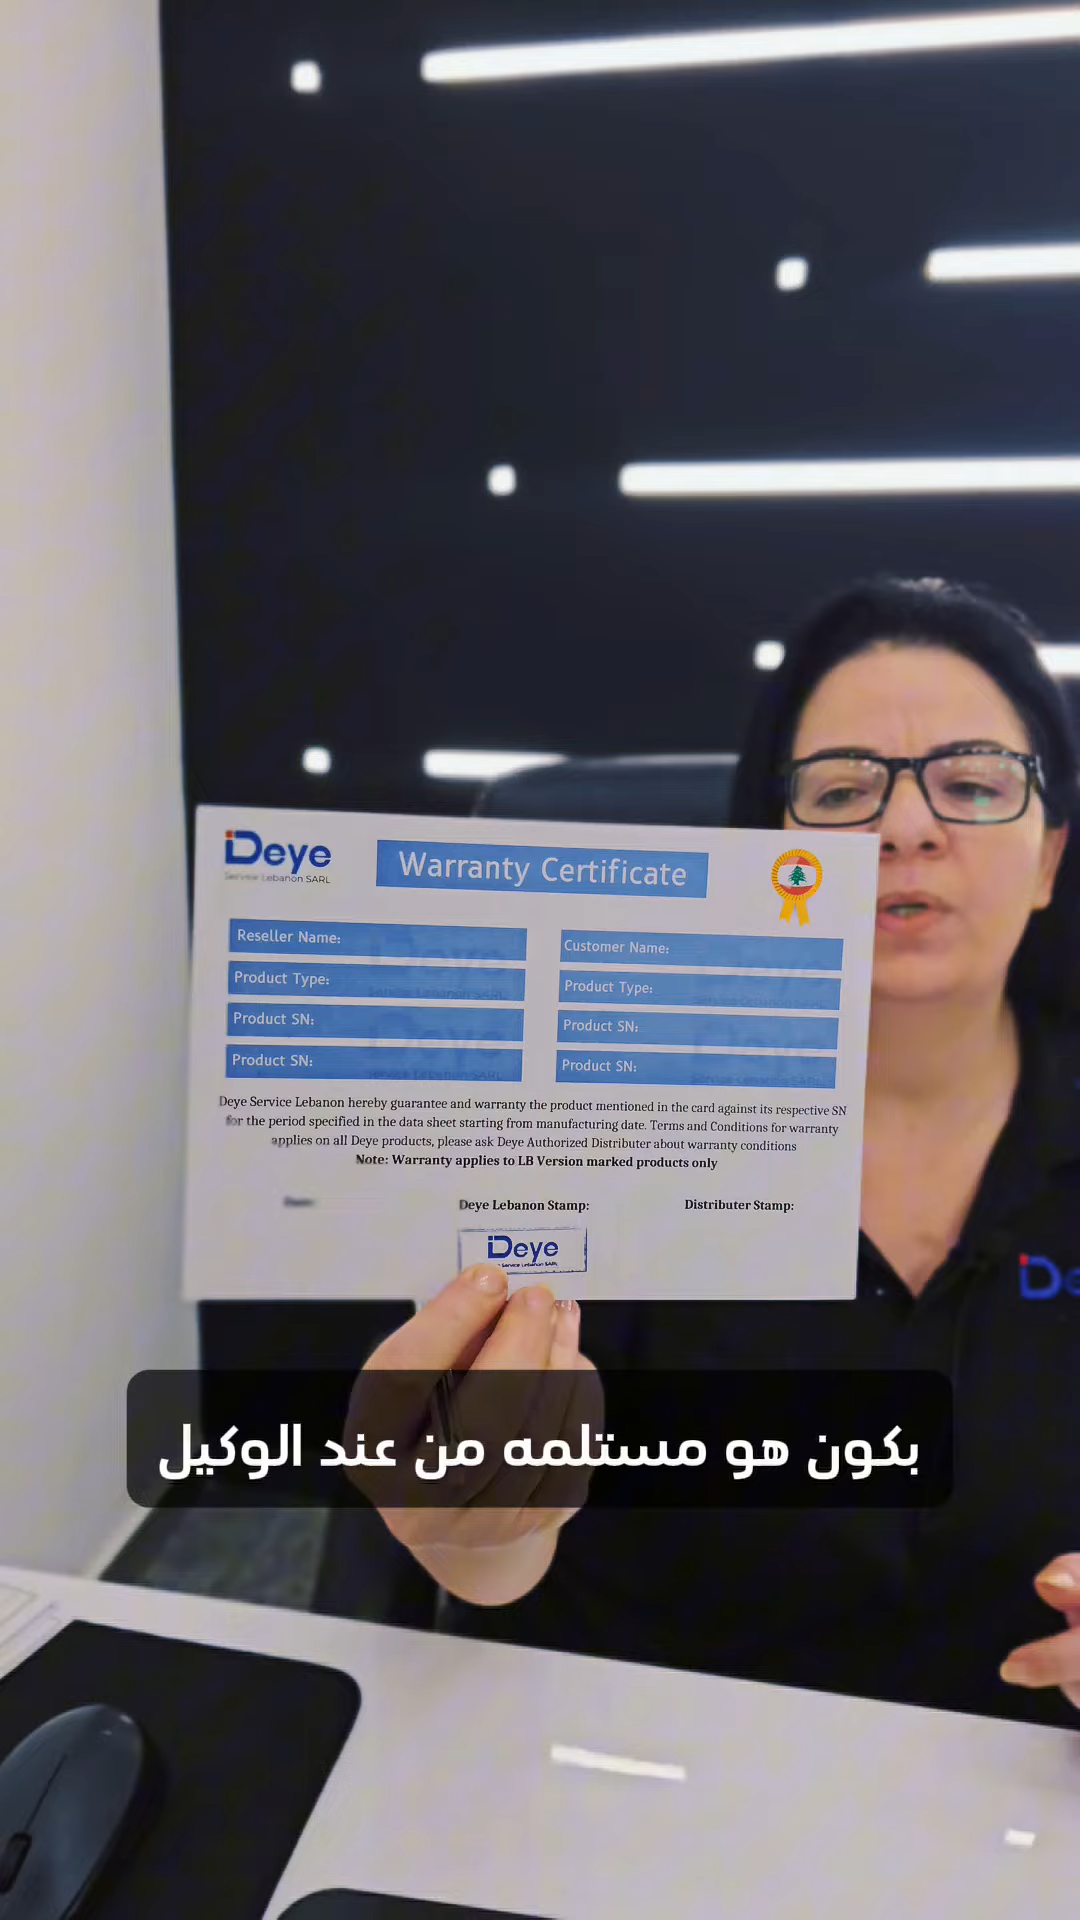 Deye
Service Lebanon SARL
Warranty Certificate
Reseller Name:
Product Type:
Product SN:
Product SN:
Customer Name:
Product Type:
Product SN:
Product SN:
Deye Service Lebanon hereby guarantee and warranty the product mentioned in the card against its respective SN
for the period specified in the data sheet starting from manufacturing date. Terms and Conditions for warranty
applies on all Deye products, please ask Deye Authorized Distributer about warranty conditions
Note: Warranty applies to LB Version marked products only
Deye Lebanon Stamp:
Distributer Stamp:
Deye
Service Lebanon SARL
De
بكون هو مستلمه من عند الوكيل